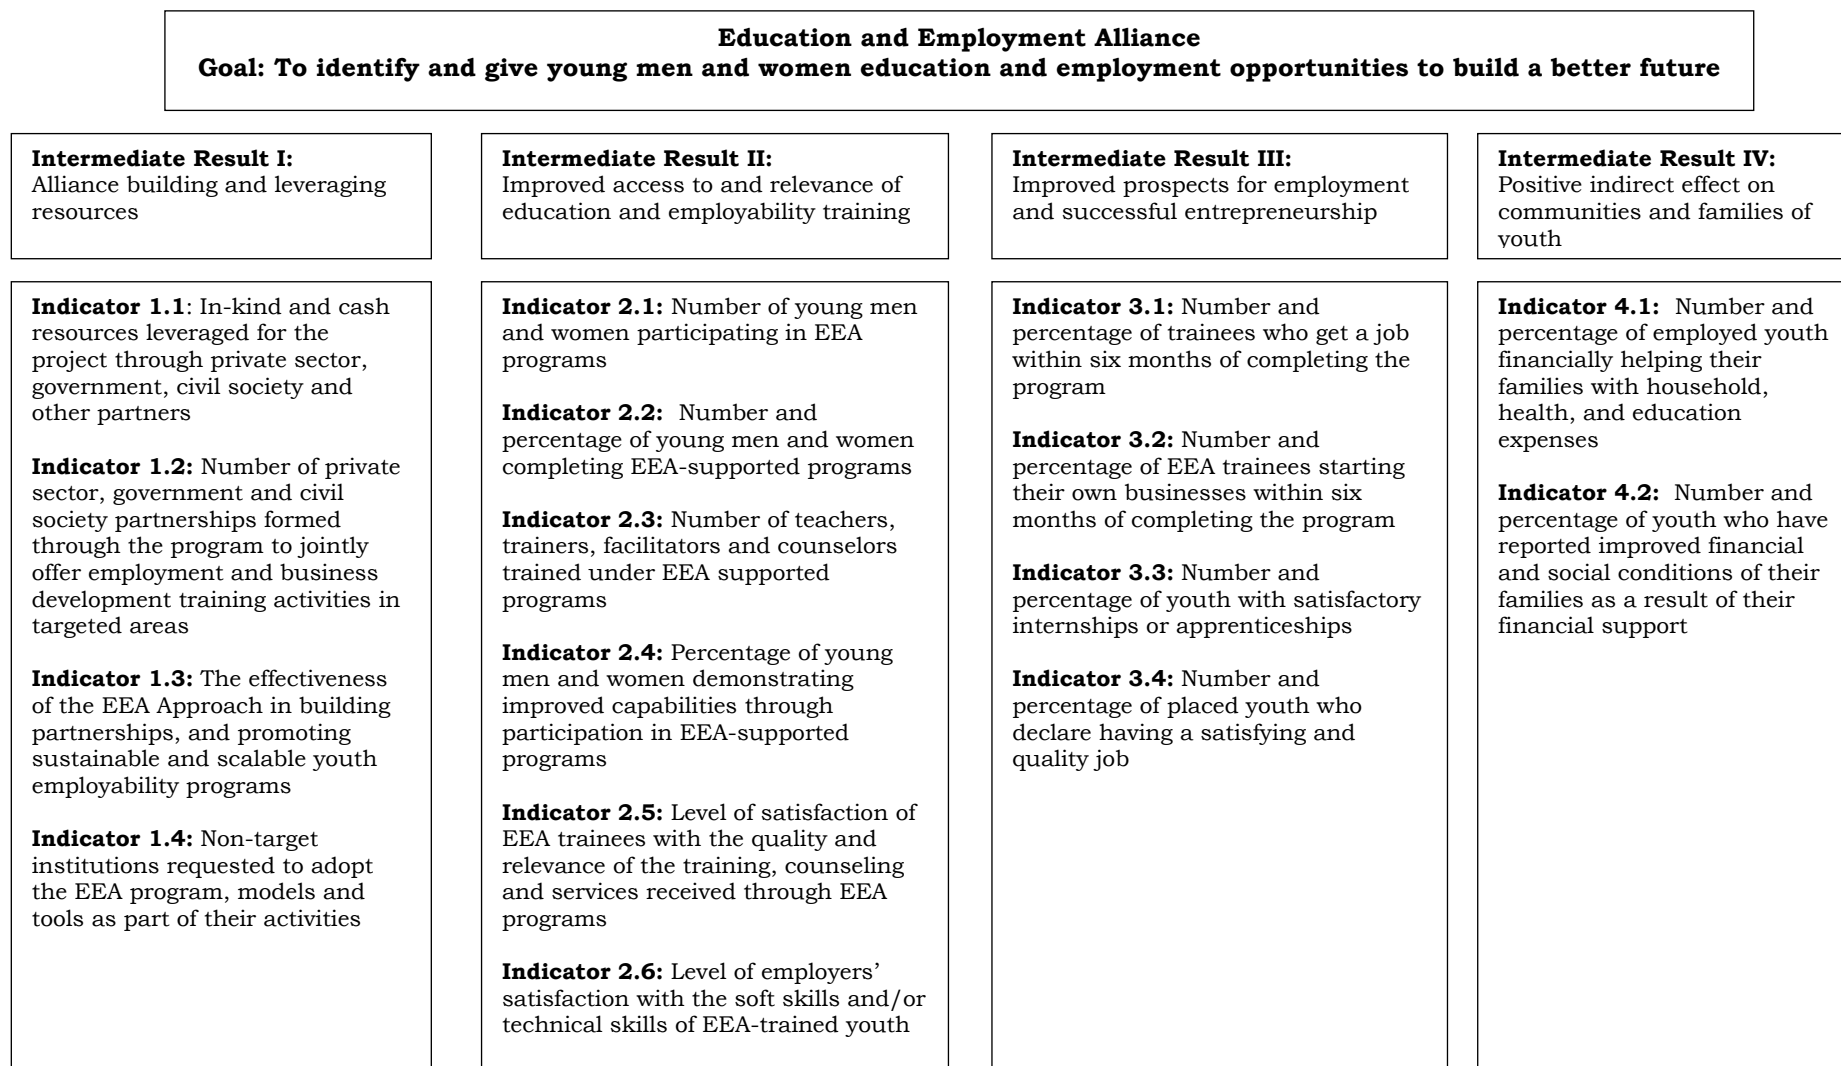 Education and Employment Alliance
Goal: To identify and give young men and women education and employment opportunities to build a better future
Intermediate Result I:
Alliance building and leveraging
resources
Intermediate Result II:
Improved access to and relevance of
education and employability training
Intermediate Result III:
Improved prospects for employment
and successful entrepreneurship
Intermediate Result IV:
Positive indirect effect on
communities and families of
youth
Indicator 1.1: In-kind and cash
resources leveraged for the
project through private sector,
government, civil society and
other partners
Indicator 1.2: Number of private
sector, government and civil
society partnerships formed
through the program to jointly
offer employment and business
development training activities in
targeted areas
Indicator 1.3: The effectiveness
of the EEA Approach in building
partnerships, and promoting
sustainable and scalable youth
employability programs
Indicator 1.4: Non-target
institutions requested to adopt
the EEA program, models and
tools as part of their activities
Indicator 2.1: Number of young men
and women participating in EEA
programs
Indicator 2.2: Number and
percentage of young men and women
completing EEA-supported programs
Indicator 2.3: Number of teachers,
trainers, facilitators and counselors
trained under EEA supported
programs
Indicator 2.4: Percentage of young
men and women demonstrating
improved capabilities through
participation in EEA-supported
programs
Indicator 2.5: Level of satisfaction of
EEA trainees with the quality and
relevance of the training, counseling
and services received through EEA
programs
Indicator 2.6: Level of employers’
satisfaction with the soft skills and/or
technical skills of EEA-trained youth
Indicator 3.1: Number and
percentage of trainees who get a job
within six months of completing the
program
Indicator 3.2: Number and
percentage of EEA trainees starting
their own businesses within six
months of completing the program
Indicator 3.3: Number and
percentage of youth with satisfactory
internships or apprenticeships
Indicator 3.4: Number and
percentage of placed youth who
declare having a satisfying and
quality job
Indicator 4.1: Number and
percentage of employed youth
financially helping their
families with household,
health, and education
expenses
Indicator 4.2: Number and
percentage of youth who have
reported improved financial
and social conditions of their
families as a result of their
financial support